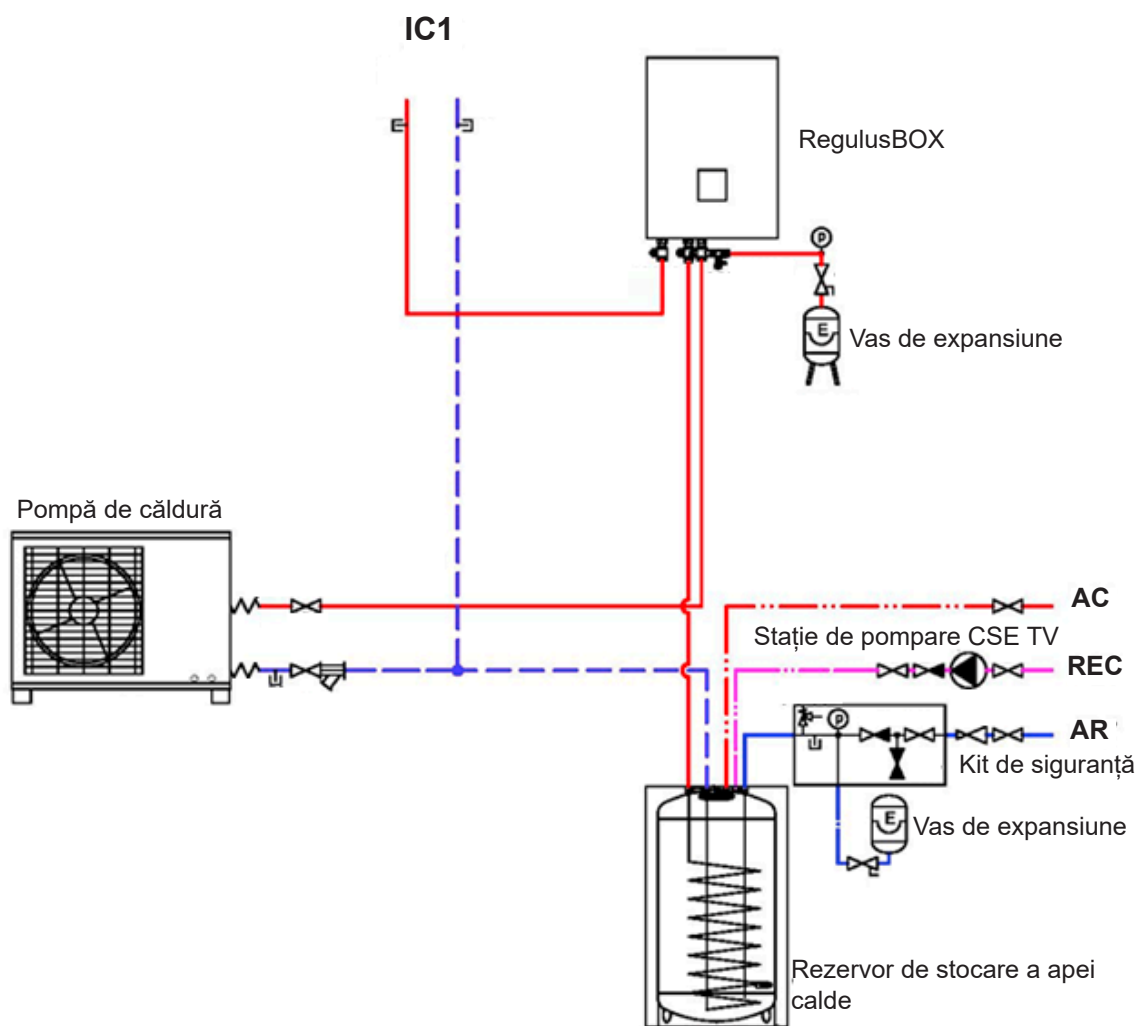 IC1
RegulusBOX
P
E
Vas de expansiune
Pompă de căldură
AC
Stație de pompare CSE TV
REC
P
AR
Kit de siguranță
E
Vas de expansiune
Rezervor de stocare a apei
calde